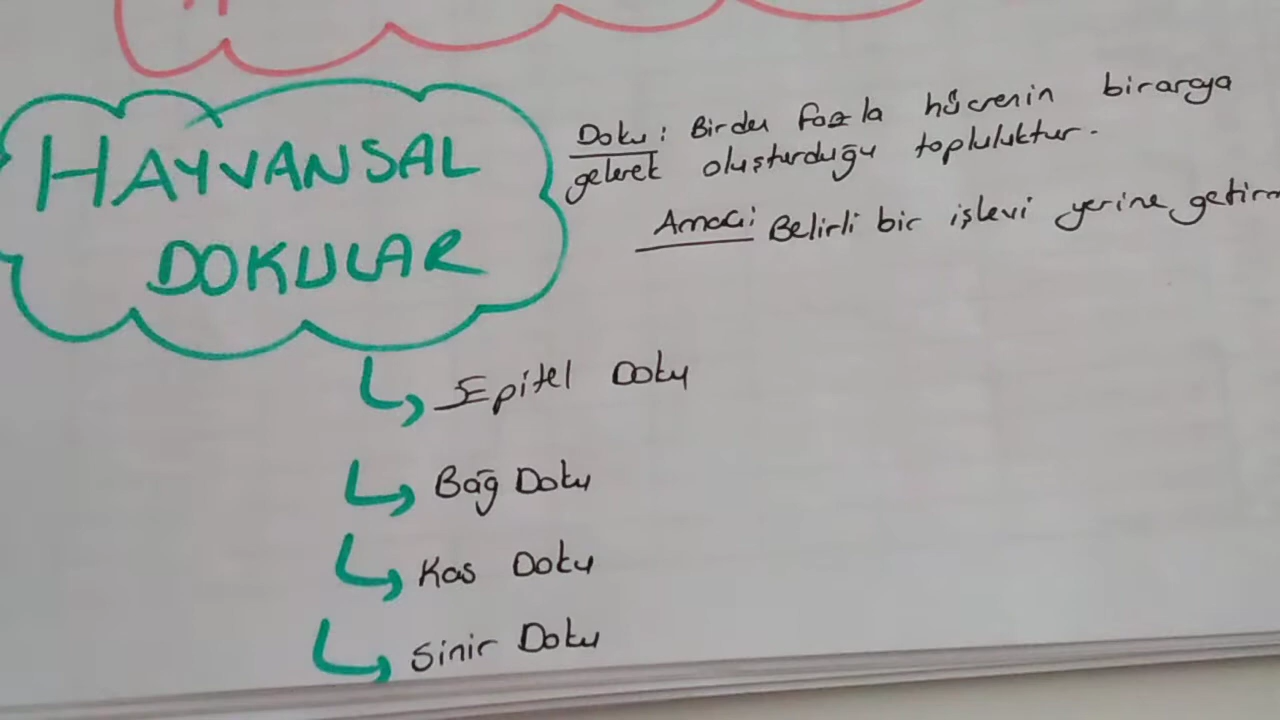 HAYVANSAL
DOKULAR
Doku: Birden fazla hücrenin biraraya
gelerek oluşturduğu topluluktur.
Amacı: Belirli bir işlevi yerine getirm
Epitel Doku
Bağ Doku
Kas Doku
Sinir Doku